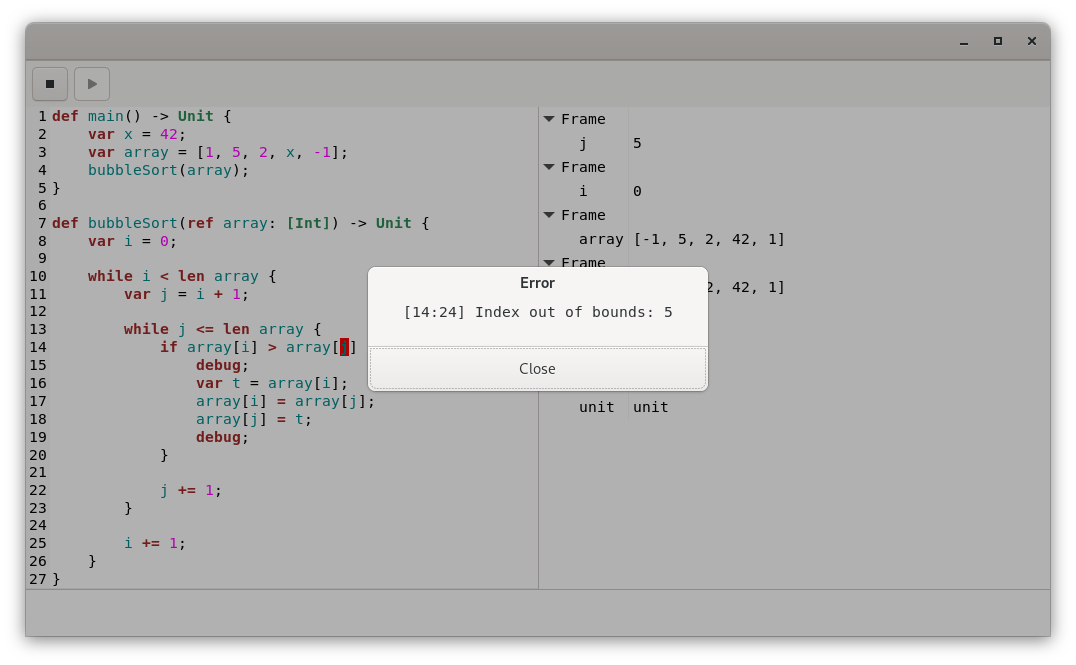 1 def main() -> Unit {
2     var x = 42;
3     var array = [1, 5, 2, x, -1];
4     bubbleSort(array);
5 }
6
7 def bubbleSort(ref array: [Int]) -> Unit {
8     var i = 0;
9
10     while i < len array {
11         var j = i + 1;
12
13         while j <= len array {
14             if array[i] > array[j]
15                 debug;
16                 var t = array[i];
17                 array[i] = array[j];
18                 array[j] = t;
19                 debug;
20             }
21
22             j += 1;
23         }
24
25         i += 1;
26     }
27 }
Frame
j 5
Frame
i 0
Frame
array [-1, 5, 2, 42, 1]
Frame
2, 42, 1]
unit unit
Error
[14:24] Index out of bounds: 5
Close